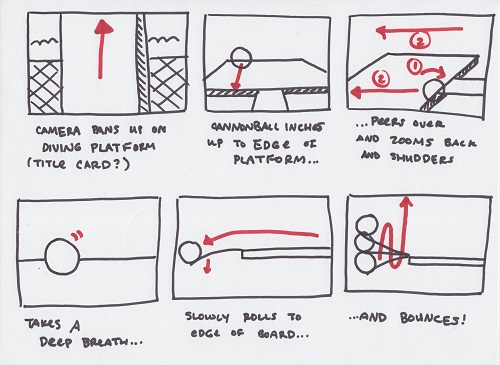 CAMERA PANS UP ON
DIVING PLATFORM
(TITLE CARD?)
CANNONBALL INCHES
UP TO EDGE OF
PLATFORM...
②
①
②
...PEERS OVER
AND ZOOMS BACK
AND SHUDDERS
TAKES A
DEEP BREATH...
SLOWLY ROLLS TO
EDGE OF BOARD...
...AND BOUNCES!